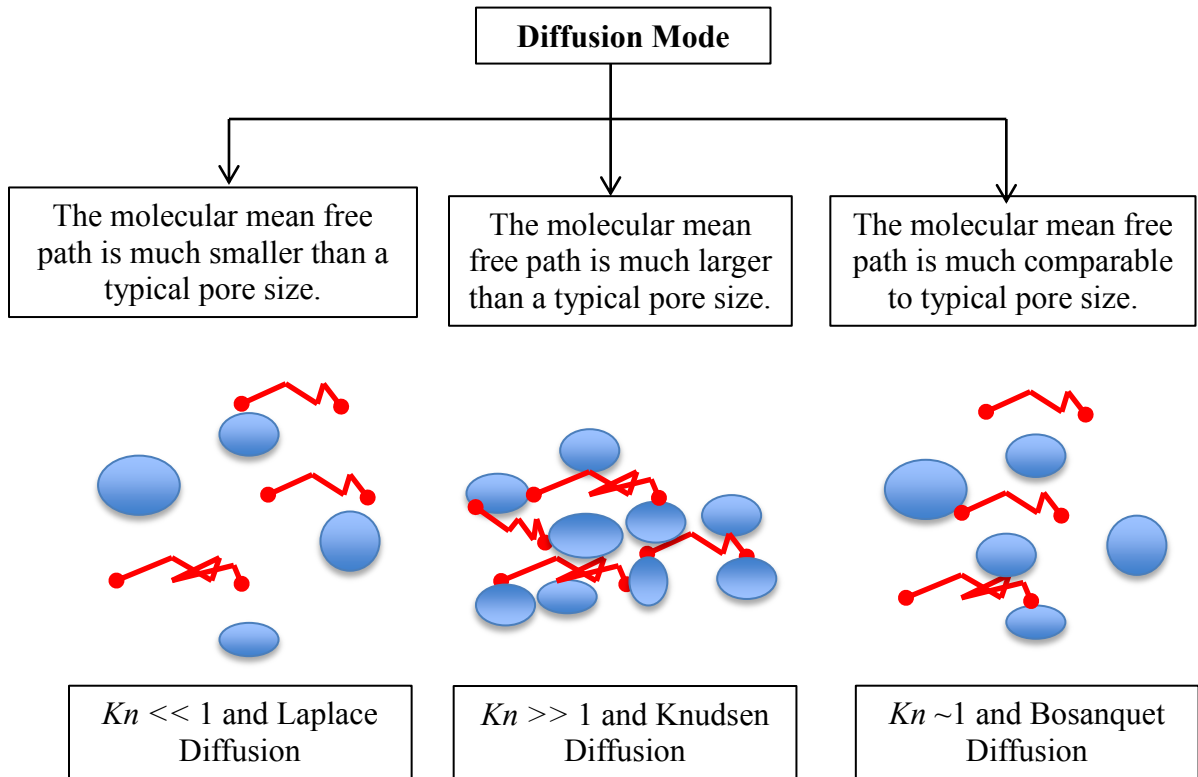 Diffusion Mode
The molecular mean free
path is much smaller than a
typical pore size.
The molecular mean
free path is much larger
than a typical pore size.
The molecular mean free
path is much comparable
to typical pore size.
Kn << 1 and Laplace
Diffusion
Kn >> 1 and Knudsen
Diffusion
Kn ~1 and Bosanquet
Diffusion